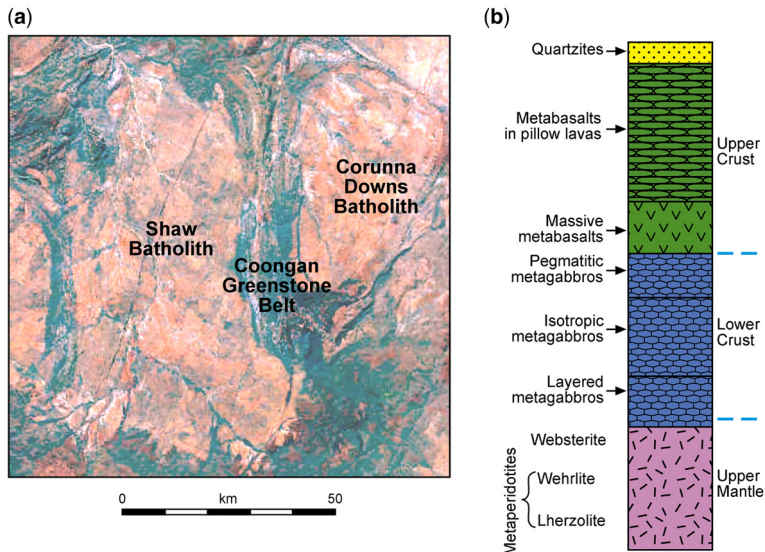 (a)
Shaw
Batholith
Corunna
Downs
Batholith
Coongan
Greenstone
Belt
0
km
50
(b)
Quartzites
Metabasalts
in pillow lavas
Massive
metabasalts
Pegmatitic
metagabbros
Isotropic
metagabbros
Layered
metagabbros
Websterite
Wehrlite
Lherzolite
Metaperidotites
Upper
Crust
Lower
Crust
Upper
Mantle